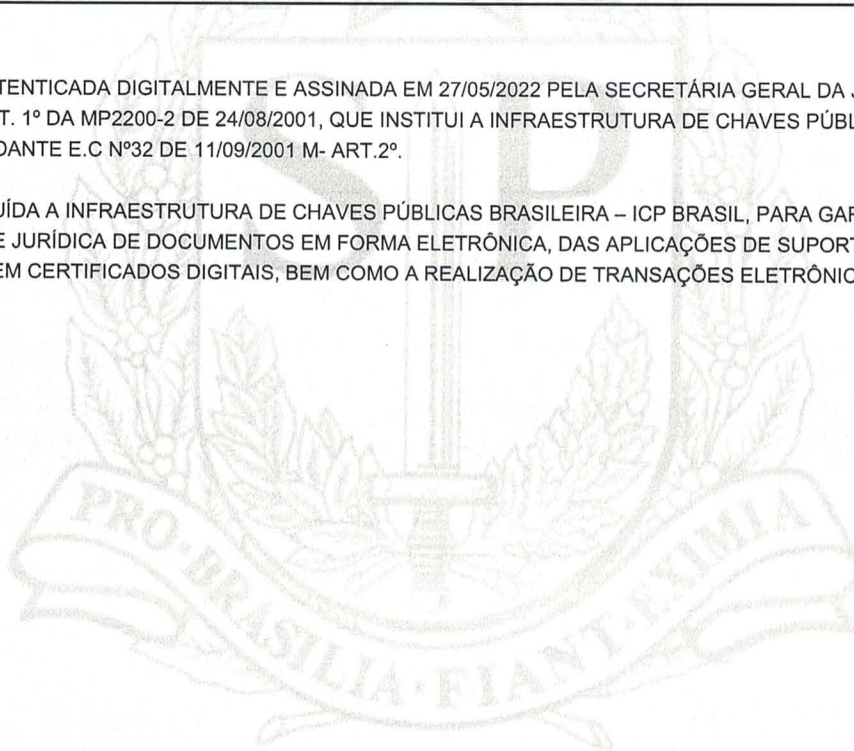 TENTICADA DIGITALMENTE E ASSINADA EM 27/05/2022 PELA SECRETÁRIA GERAL DA
T. 1º DA MP2200-2 DE 24/08/2001, QUE INSTITUI A INFRAESTRUTURA DE CHAVES PÚBL
DANTE E.C Nº32 DE 11/09/2001 M- ART.2º.
UÍDA A INFRAESTRUTURA DE CHAVES PÚBLICAS BRASILEIRA – ICP BRASIL, PARA GAR
E JURÍDICA DE DOCUMENTOS EM FORMA ELETRÔNICA, DAS APLICAÇÕES DE SUPORT
EM CERTIFICADOS DIGITAIS, BEM COMO A REALIZAÇÃO DE TRANSAÇÕES ELETRÔNIC
SP
PRO·BRASILIA·FIANT·EXIMIA